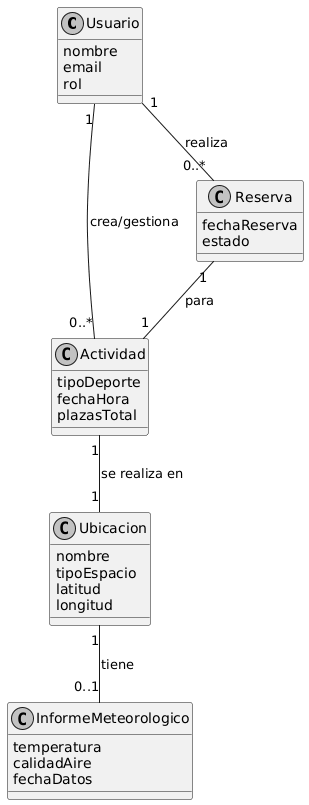 C Usuario
nombre
email
rol
1
1
realiza
0..*
C Reserva
fechaReserva
estado
crea/gestiona
1
para
0..*
1
C Actividad
tipoDeporte
fechaHora
plazasTotal
1
se realiza en
1
C Ubicacion
nombre
tipoEspacio
latitud
longitud
1
tiene
0..1
C InformeMeteorologico
temperatura
calidadAire
fechaDatos